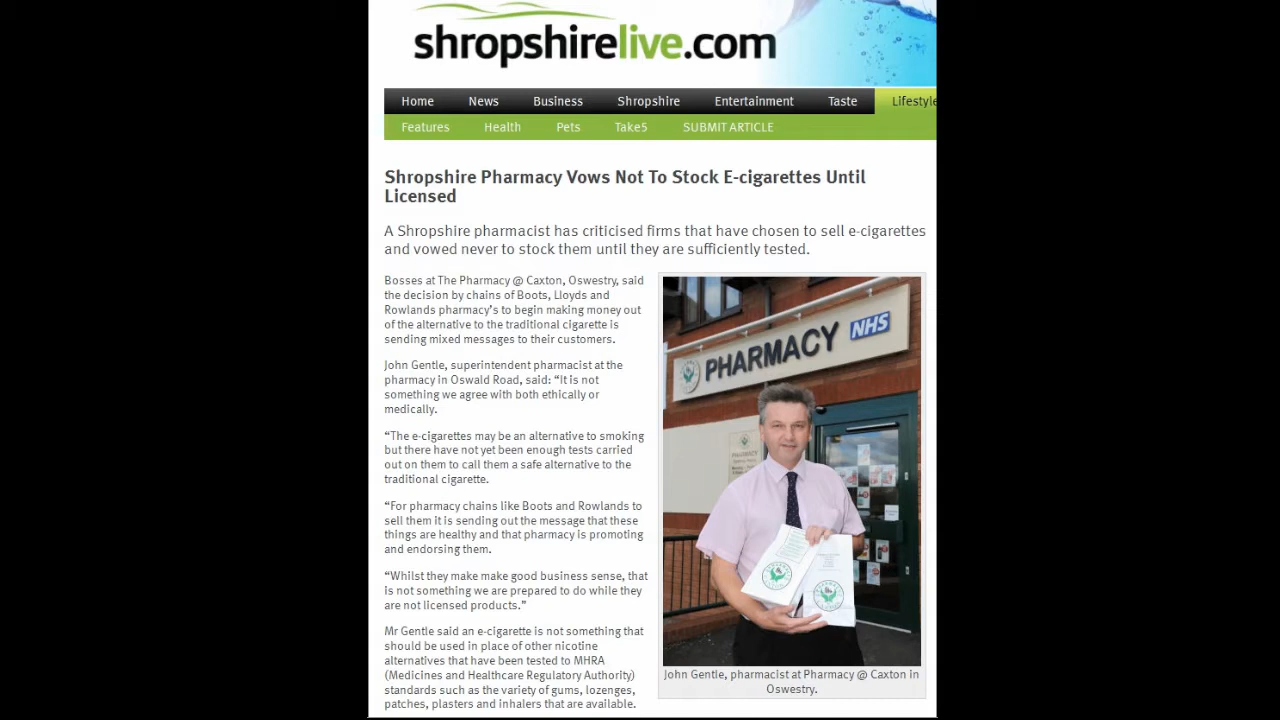 shropshirelive.com
Home News Business Shropshire Entertainment Taste Lifestyle
Features Health Pets Take5 SUBMIT ARTICLE
Shropshire Pharmacy Vows Not To Stock E-cigarettes Until
Licensed
A Shropshire pharmacist has criticised firms that have chosen to sell e-cigarettes
and vowed never to stock them until they are sufficiently tested.
Bosses at The Pharmacy @ Caxton, Oswestry, said
the decision by chains of Boots, Lloyds and
Rowlands pharmacy's to begin making money out
of the alternative to the traditional cigarette is
sending mixed messages to their customers.
John Gentle, superintendent pharmacist at the
pharmacy in Oswald Road, said: “It is not
something we agree with both ethically or
medically.
“The e-cigarettes may be an alternative to smoking
but there have not yet been enough tests carried
out on them to call them a safe alternative to the
traditional cigarette.
“For pharmacy chains like Boots and Rowlands to
sell them it is sending out the message that these
things are healthy and that pharmacy is promoting
and endorsing them.
“Whilst they make make good business sense, that
is not something we are prepared to do while they
are not licensed products.”
Mr Gentle said an e-cigarette is not something that
should be used in place of other nicotine
alternatives that have been tested to MHRA
(Medicines and Healthcare Regulatory Authority)
standards such as the variety of gums, lozenges,
patches, plasters and inhalers that are available.
PHARMACY NHS
PHARMACY
John Gentle, pharmacist at Pharmacy @ Caxton in
Oswestry.